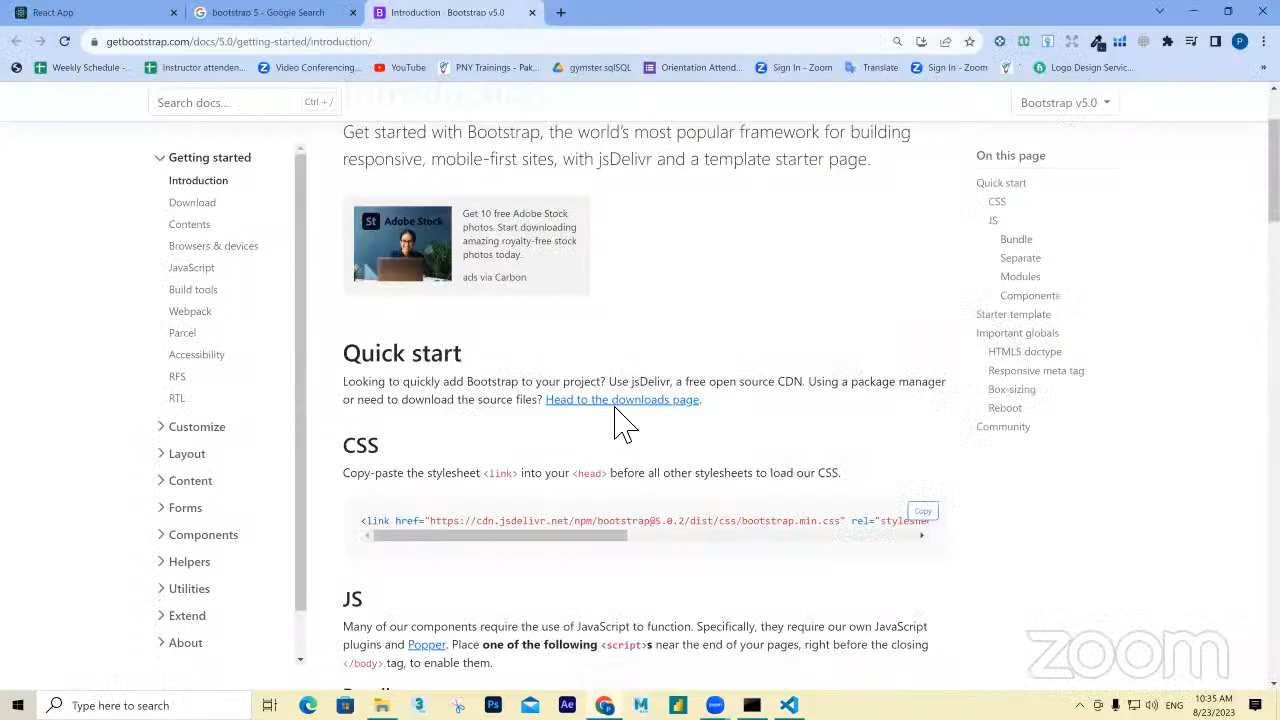 React App
bootstrap 5 - Google Search
Introduction · Bootstrap v5.0
getbootstrap.com/docs/5.0/getting-started/introduction/
Weekly Schedule -...
Instructor attenden...
Video Conferencing...
YouTube
PNY Trainings - Pak...
gymster.sqlSQL
Orientation Attend...
Sign In - Zoom
Translate
Sign In - Zoom
Logo Design Servic...
»
Search docs...
Ctrl + /
Bootstrap v5.0
Getting started
Introduction
Download
Contents
Browsers & devices
JavaScript
Build tools
Webpack
Parcel
Accessibility
RFS
RTL
Customize
Layout
Content
Forms
Components
Helpers
Utilities
Extend
About
Introduction
Get started with Bootstrap, the world's most popular framework for building
responsive, mobile-first sites, with jsDelivr and a template starter page.
St Adobe Stock
Get 10 free Adobe Stock
photos. Start downloading
amazing royalty-free stock
photos today.
ads via Carbon
Quick start
Looking to quickly add Bootstrap to your project? Use jsDelivr, a free open source CDN. Using a package manager
or need to download the source files? Head to the downloads page.
CSS
Copy-paste the stylesheet <link> into your <head> before all other stylesheets to load our CSS.
Copy
<link href="https://cdn.jsdelivr.net/npm/bootstrap@5.0.2/dist/css/bootstrap.min.css" rel="styleshe
JS
Many of our components require the use of JavaScript to function. Specifically, they require our own JavaScript
plugins and Popper. Place one of the following <script>s near the end of your pages, right before the closing
</body> tag, to enable them.
On this page
Quick start
CSS
JS
Bundle
Separate
Modules
Components
Starter template
Important globals
HTML5 doctype
Responsive meta tag
Box-sizing
Reboot
Community
zoom
Type here to search
Ps
Ae
zoom
10:35 AM
8/23/2023